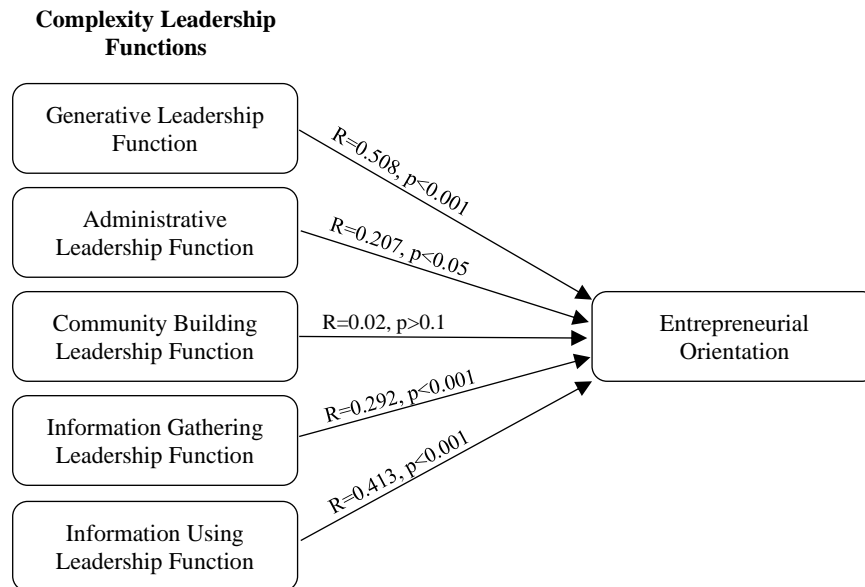 Complexity Leadership
Functions
Generative Leadership
Function
R=0.508, p<0.001
Administrative
Leadership Function
R=0.207, p<0.05
Community Building
Leadership Function
R=0.02, p>0.1
Entrepreneurial
Orientation
Information Gathering
Leadership Function
R=0.292, p<0.001
Information Using
Leadership Function
R=0.413, p<0.001